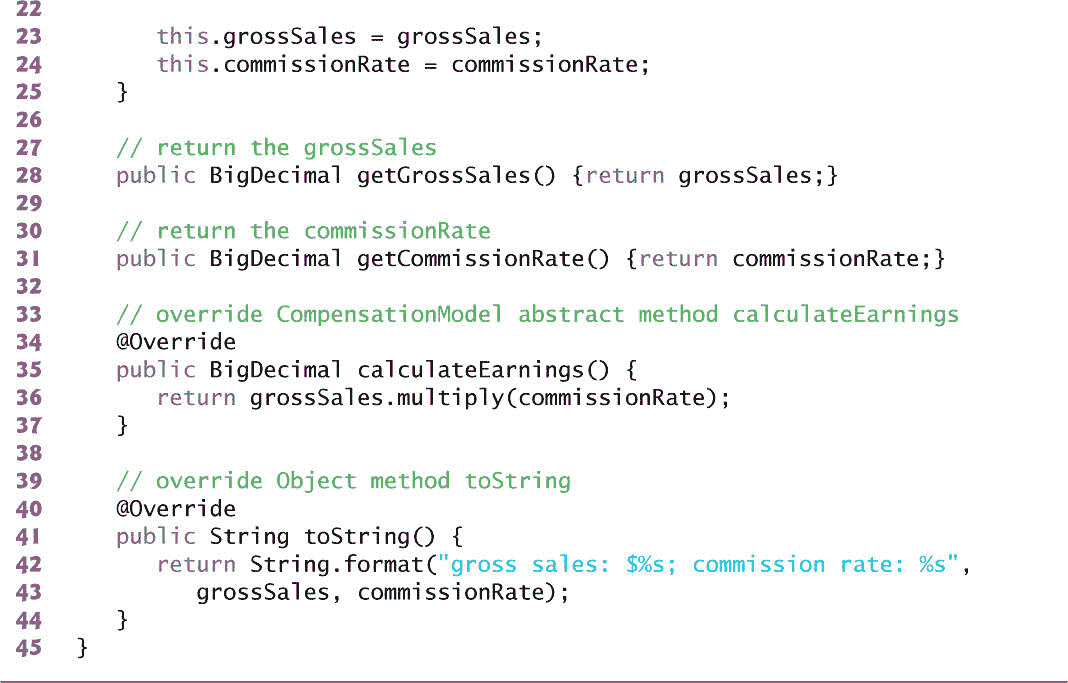 22
23 this.grossSales = grossSales;
24 this.commissionRate = commissionRate;
25 }
26
27 // return the grossSales
28 public BigDecimal getGrossSales() {return grossSales;}
29
30 // return the commissionRate
31 public BigDecimal getCommissionRate() {return commissionRate;}
32
33 // override CompensationModel abstract method calculateEarnings
34 @Override
35 public BigDecimal calculateEarnings() {
36 return grossSales.multiply(commissionRate);
37 }
38
39 // override Object method toString
40 @Override
41 public String toString() {
42 return String.format("gross sales: $%s; commission rate: %s",
43 grossSales, commissionRate);
44 }
45 }